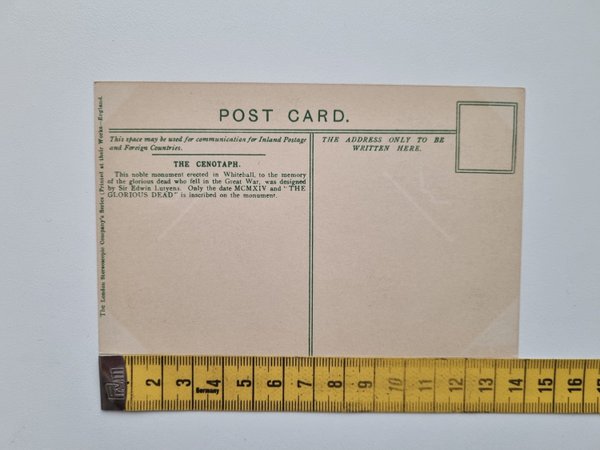 POST CARD.
This space may be used for communication for Inland Postage
and Foreign Countries.
THE ADDRESS ONLY TO BE
WRITTEN HERE.
THE CENOTAPH.
This noble monument erected in Whitehall, to the memory
of the glorious dead who fell in the Great War, was designed
by Sir Edwin Lutyens. Only the date MCMXIV and "THE
GLORIOUS DEAD" is inscribed on the monument.
The London Stereoscopic Company's Series (Printed at their Works—England.
2 3 4 5 6 7 8 9 10 11 12 13 14 15 16 17
Germany